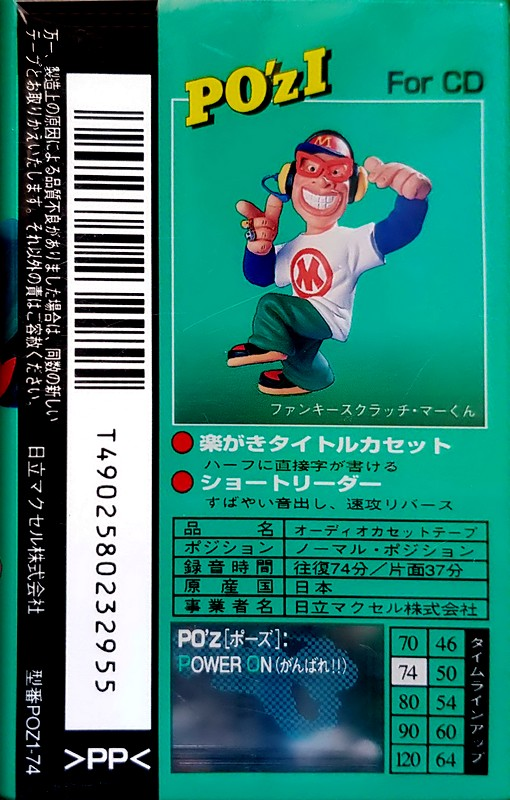 万一、製造上の原因による品質不良がありました場合は、同数の新しい
テープとお取りかえいたします。それ以外の責はご容赦ください。
日立マクセル株式会社
型番POZ1-74
T4902580232955
>PP<
PO'z I
For CD
M
M
ファンキースクラッチ・マーくん
●楽がきタイトルカセット
ハーフに直接字が書ける
●ショートリーダー
すばやい音出し、速攻リバース
品名 オーディオカセットテープ
ポジション ノーマル・ポジション
録音時間 往復74分/片面37分
原産国 日本
事業者名 日立マクセル株式会社
PO'z[ポーズ]:
POWER ON(がんばれ!!)
70 46
74 50
80 54
90 60
120 64
タイムラインアップ